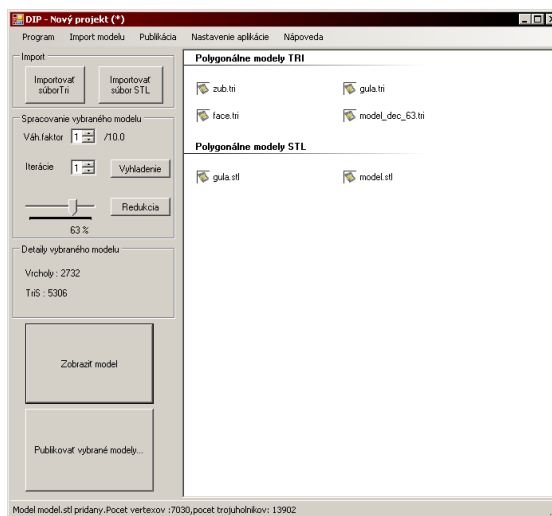 DIP - Nový projekt (*)
Program Import modelu Publikácia Nastavenie aplikácie Nápoveda
Import
Importovať súborTri
Importovať súbor STL
Spracovanie vybraného modelu
Váh.faktor 1 /10.0
Iterácie 1 Vyhladenie
Redukcia
63 %
Detaily vybraného modelu
Vrcholy : 2732
TriS : 5306
Zobraziť model
Publikovať vybrané modely...
Polygonálne modely TRI
zub.tri gula.tri
face.tri model_dec_63.tri
Polygonálne modely STL
gula.stl model.stl
Model model.stl pridany.Pocet vertexov :7030,pocet trojuholnikov: 13902